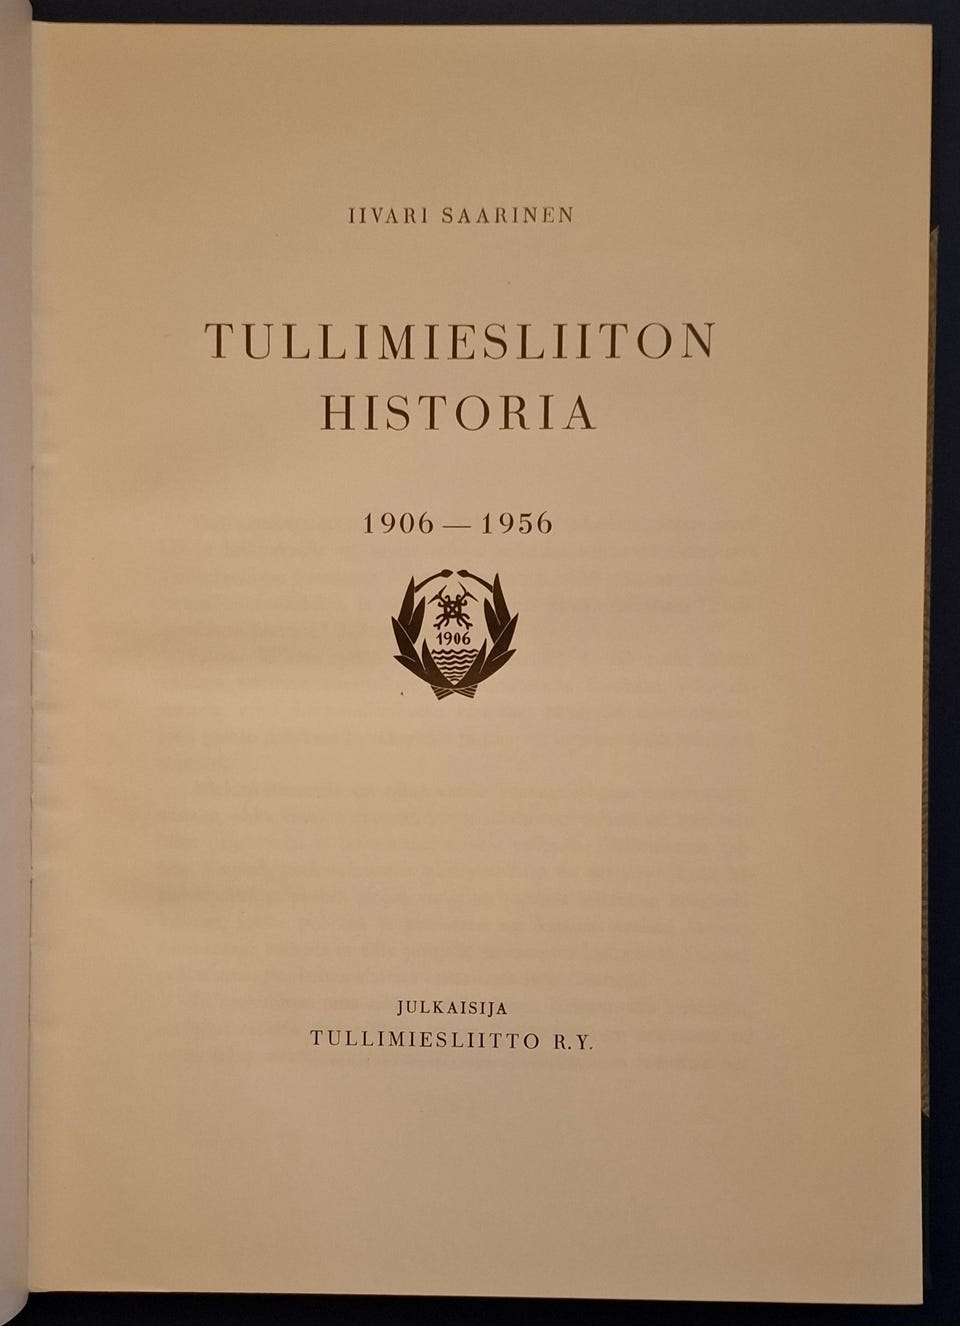 IIVARI SAARINEN
TULLIMIESLIITON
HISTORIA
1906 — 1956
1906
JULKAISIJA
TULLIMIESLIITTO R.Y.